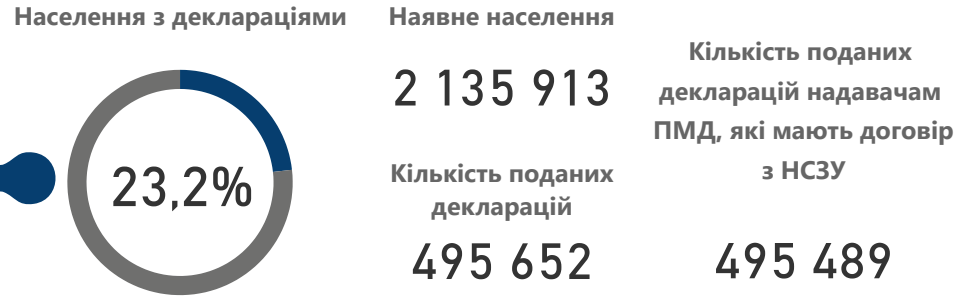 Населення з деклараціями
23,2%
Наявне населення
2 135 913
Кількість поданих
декларацій
495 652
Кількість поданих
декларацій надавачам
ПМД, які мають договір
з НСЗУ
495 489